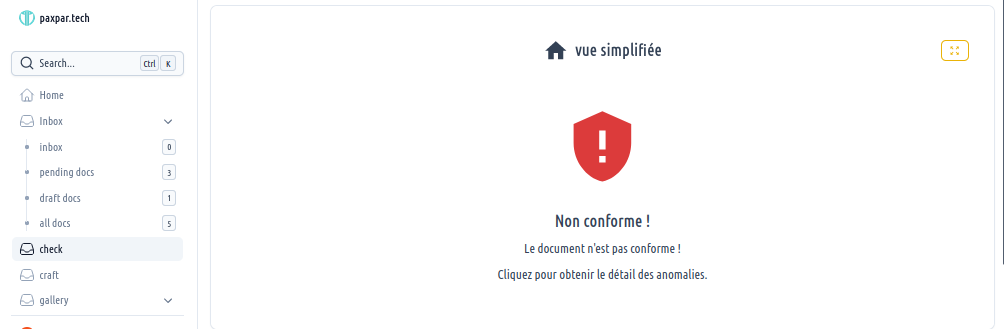 paxpar.tech
Search... Ctrl K
Home
Inbox
inbox 0
pending docs 3
draft docs 1
all docs 5
check
craft
gallery
vue simplifiée
Non conforme !
Le document n'est pas conforme !
Cliquez pour obtenir le détail des anomalies.